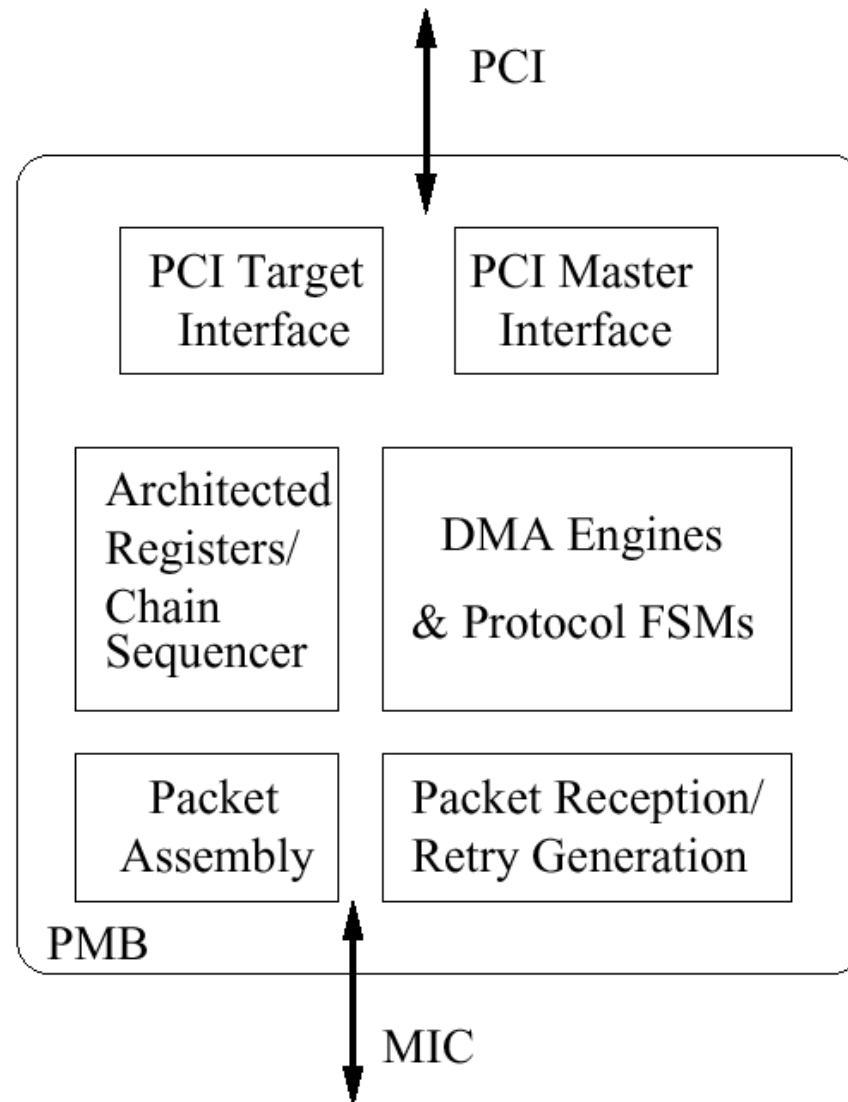 PCI
PCI Target
Interface
PCI Master
Interface
Architected
Registers/
Chain
Sequencer
DMA Engines
& Protocol FSMs
Packet
Assembly
Packet Reception/
Retry Generation
PMB
MIC